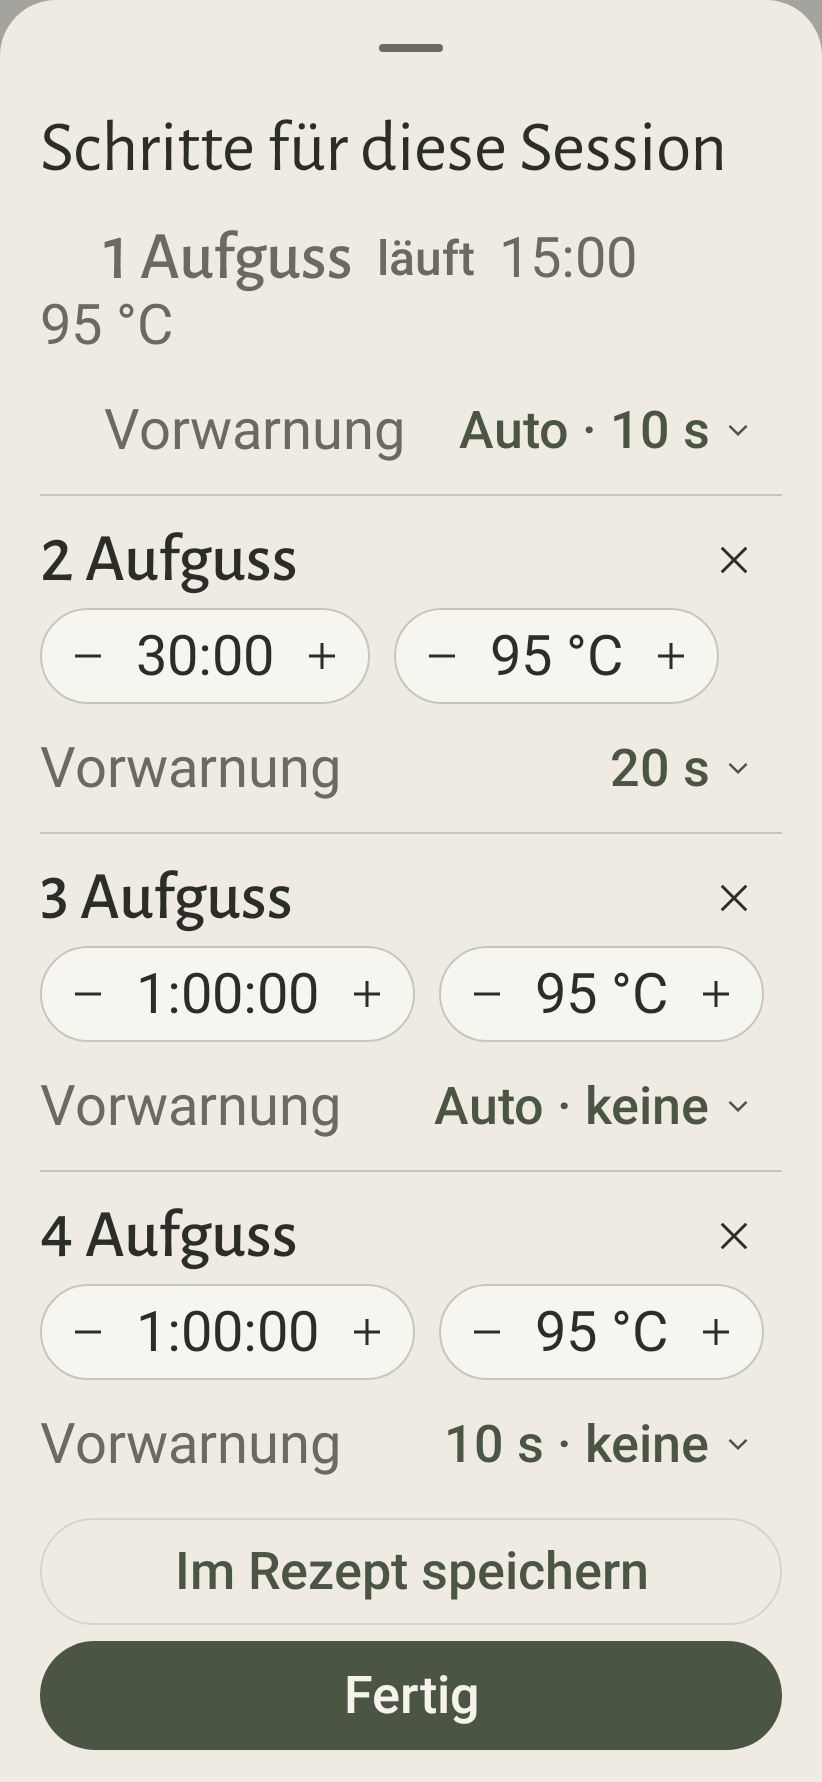 Schritte für diese Session
1 Aufguss läuft 15:00
95 °C
Vorwarnung Auto · 10 s
2 Aufguss
− 30:00 + − 95 °C +
Vorwarnung 20 s
3 Aufguss
− 1:00:00 + − 95 °C +
Vorwarnung Auto · keine
4 Aufguss
− 1:00:00 + − 95 °C +
Vorwarnung 10 s · keine
Im Rezept speichern
Fertig